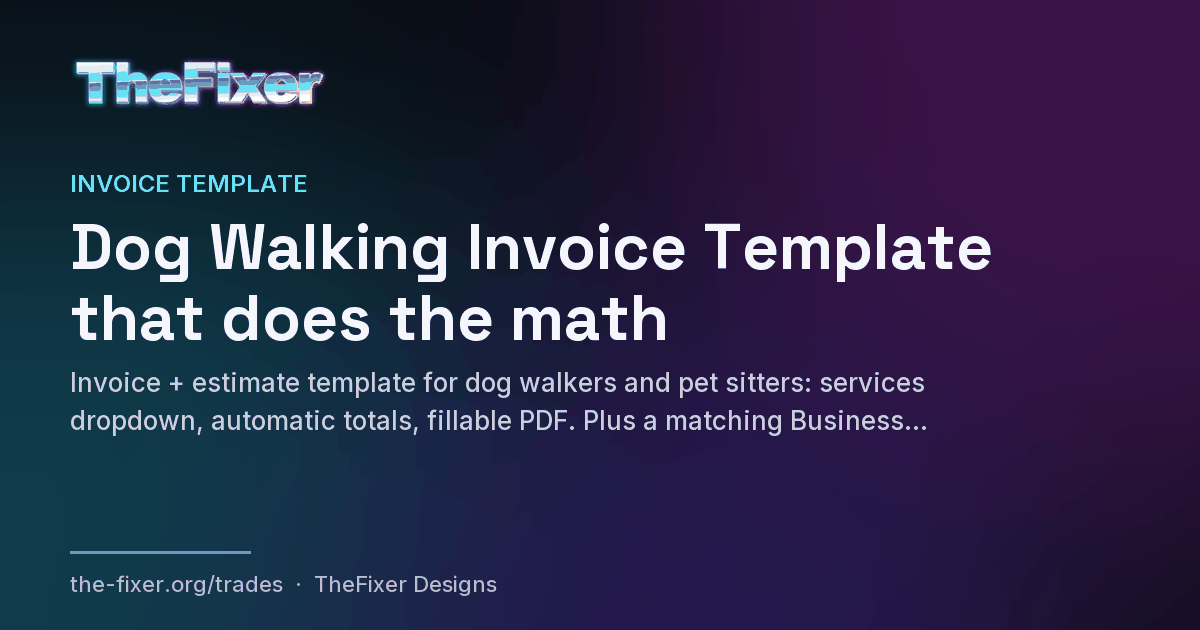 TheFixer
INVOICE TEMPLATE
Dog Walking Invoice Template
that does the math
Invoice + estimate template for dog walkers and pet sitters: services
dropdown, automatic totals, fillable PDF. Plus a matching Business...
the-fixer.org/trades · TheFixer Designs